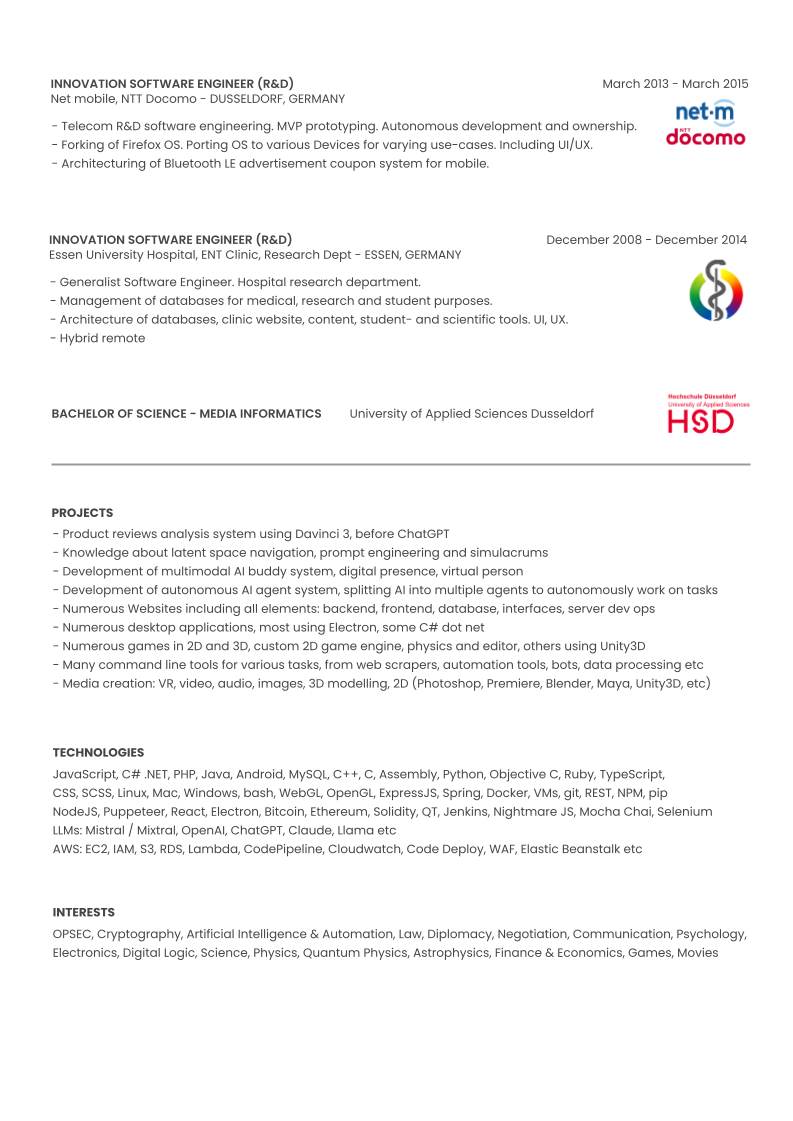 INNOVATION SOFTWARE ENGINEER (R&D) March 2013 - March 2015
Net mobile, NTT Docomo - DUSSELDORF, GERMANY
net·m
NTT
docomo
- Telecom R&D software engineering. MVP prototyping. Autonomous development and ownership.
- Forking of Firefox OS. Porting OS to various Devices for varying use-cases. Including UI/UX.
- Architecturing of Bluetooth LE advertisement coupon system for mobile.
INNOVATION SOFTWARE ENGINEER (R&D) December 2008 - December 2014
Essen University Hospital, ENT Clinic, Research Dept - ESSEN, GERMANY
- Generalist Software Engineer. Hospital research department.
- Management of databases for medical, research and student purposes.
- Architecture of databases, clinic website, content, student- and scientific tools. UI, UX.
- Hybrid remote
BACHELOR OF SCIENCE - MEDIA INFORMATICS University of Applied Sciences Dusseldorf
Hochschule Düsseldorf
University of Applied Sciences
HSD
PROJECTS
- Product reviews analysis system using Davinci 3, before ChatGPT
- Knowledge about latent space navigation, prompt engineering and simulacrums
- Development of multimodal AI buddy system, digital presence, virtual person
- Development of autonomous AI agent system, splitting AI into multiple agents to autonomously work on tasks
- Numerous Websites including all elements: backend, frontend, database, interfaces, server dev ops
- Numerous desktop applications, most using Electron, some C# dot net
- Numerous games in 2D and 3D, custom 2D game engine, physics and editor, others using Unity3D
- Many command line tools for various tasks, from web scrapers, automation tools, bots, data processing etc
- Media creation: VR, video, audio, images, 3D modelling, 2D (Photoshop, Premiere, Blender, Maya, Unity3D, etc)
TECHNOLOGIES
JavaScript, C# .NET, PHP, Java, Android, MySQL, C++, C, Assembly, Python, Objective C, Ruby, TypeScript,
CSS, SCSS, Linux, Mac, Windows, bash, WebGL, OpenGL, ExpressJS, Spring, Docker, VMs, git, REST, NPM, pip
NodeJS, Puppeteer, React, Electron, Bitcoin, Ethereum, Solidity, QT, Jenkins, Nightmare JS, Mocha Chai, Selenium
LLMs: Mistral / Mixtral, OpenAI, ChatGPT, Claude, Llama etc
AWS: EC2, IAM, S3, RDS, Lambda, CodePipeline, Cloudwatch, Code Deploy, WAF, Elastic Beanstalk etc
INTERESTS
OPSEC, Cryptography, Artificial Intelligence & Automation, Law, Diplomacy, Negotiation, Communication, Psychology,
Electronics, Digital Logic, Science, Physics, Quantum Physics, Astrophysics, Finance & Economics, Games, Movies